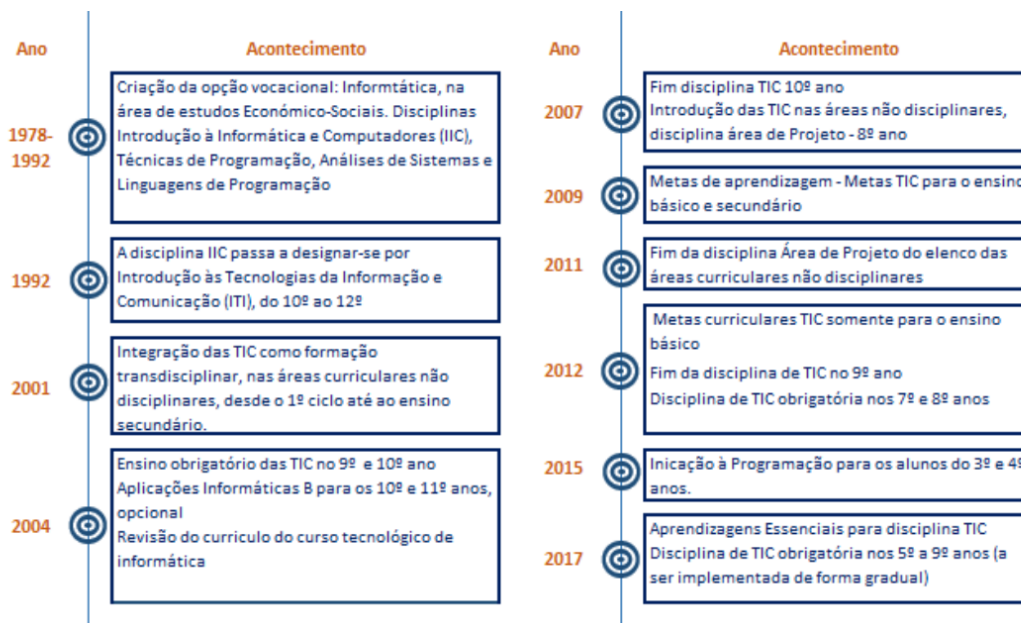 Ano
Acontecimento
1978-
1992
Criação da opção vocacional: Informtática, na
área de estudos Económico-Sociais. Disciplinas
Introdução à Informática e Computadores (IIC),
Técnicas de Programação, Análises de Sistemas e
Linguagens de Programação
1992
A disciplina IIC passa a designar-se por
Introdução às Tecnologias da Informação e
Comunicação (ITI), do 10º ao 12º
2001
Integração das TIC como formação
transdisciplinar, nas áreas curriculares não
disciplinares, desde o 1º ciclo até ao ensino
secundário.
2004
Ensino obrigatório das TIC no 9º e 10º ano
Aplicações Informáticas B para os 10º e 11º anos,
opcional
Revisão do curriculo do curso tecnológico de
informática
Ano
Acontecimento
2007
Fim disciplina TIC 10º ano
Introdução das TIC nas áreas não disciplinares,
disciplina área de Projeto - 8º ano
2009
Metas de aprendizagem - Metas TIC para o ensino
básico e secundário
2011
Fim da disciplina Área de Projeto do elenco das
áreas curriculares não disciplinares
2012
Metas curriculares TIC somente para o ensino
básico
Fim da disciplina de TIC no 9º ano
Disciplina de TIC obrigatória nos 7º e 8º anos
2015
Inicação à Programação para os alunos do 3º e 4º
anos.
2017
Aprendizagens Essenciais para disciplina TIC
Disciplina de TIC obrigatória nos 5º a 9º anos (a
ser implementada de forma gradual)